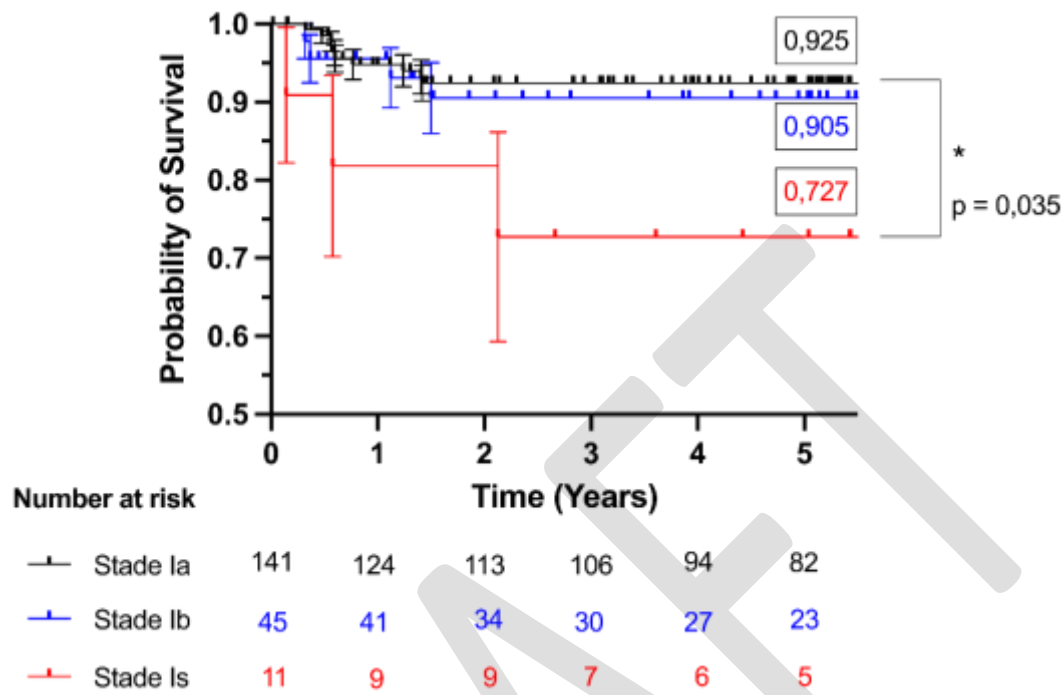 1.0
0.9
0.8
0.7
0.6
0.5
Probability of Survival
0,925
0,905
0,727
*
p = 0,035
0 1 2 3 4 5
Time (Years)
Number at risk
Stade Ia 141 124 113 106 94 82
Stade Ib 45 41 34 30 27 23
Stade Is 11 9 9 7 6 5